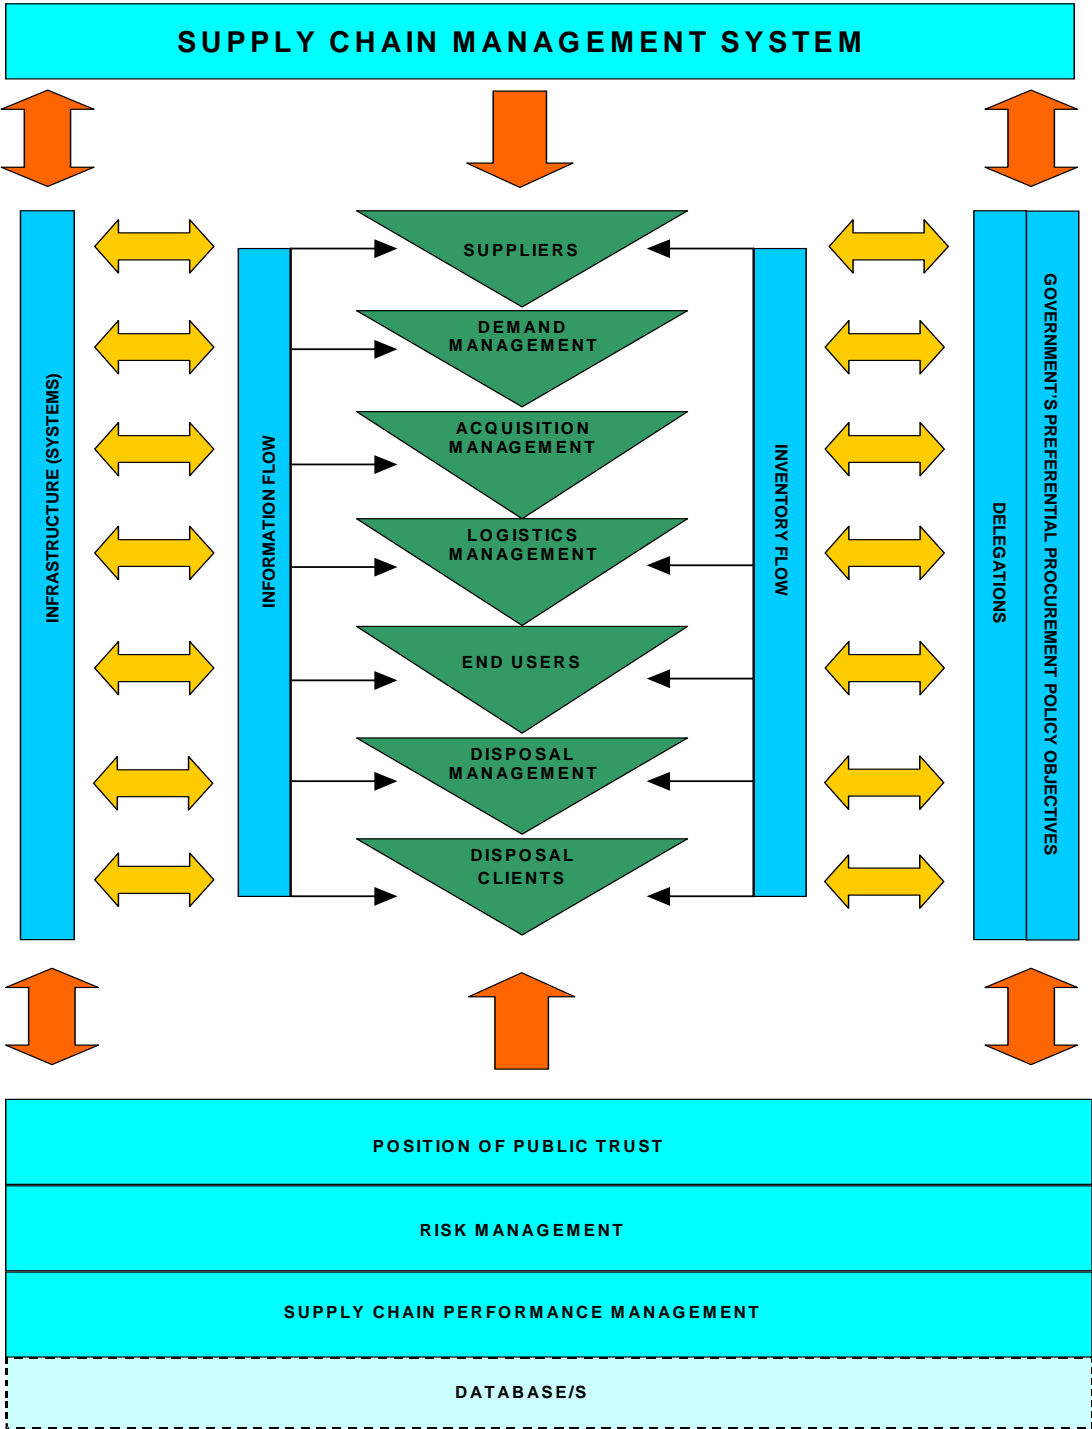 SUPPLY CHAIN MANAGEMENT SYSTEM
INFRASTRUCTURE (SYSTEMS)
INFORMATION FLOW
SUPPLIERS
DEMAND
MANAGEMENT
ACQUISITION
MANAGEMENT
LOGISTICS
MANAGEMENT
END USERS
DISPOSAL
MANAGEMENT
DISPOSAL
CLIENTS
INVENTORY FLOW
DELEGATIONS
GOVERNMENT'S PREFERENTIAL PROCUREMENT POLICY OBJECTIVES
POSITION OF PUBLIC TRUST
RISK MANAGEMENT
SUPPLY CHAIN PERFORMANCE MANAGEMENT
DATABASE/S